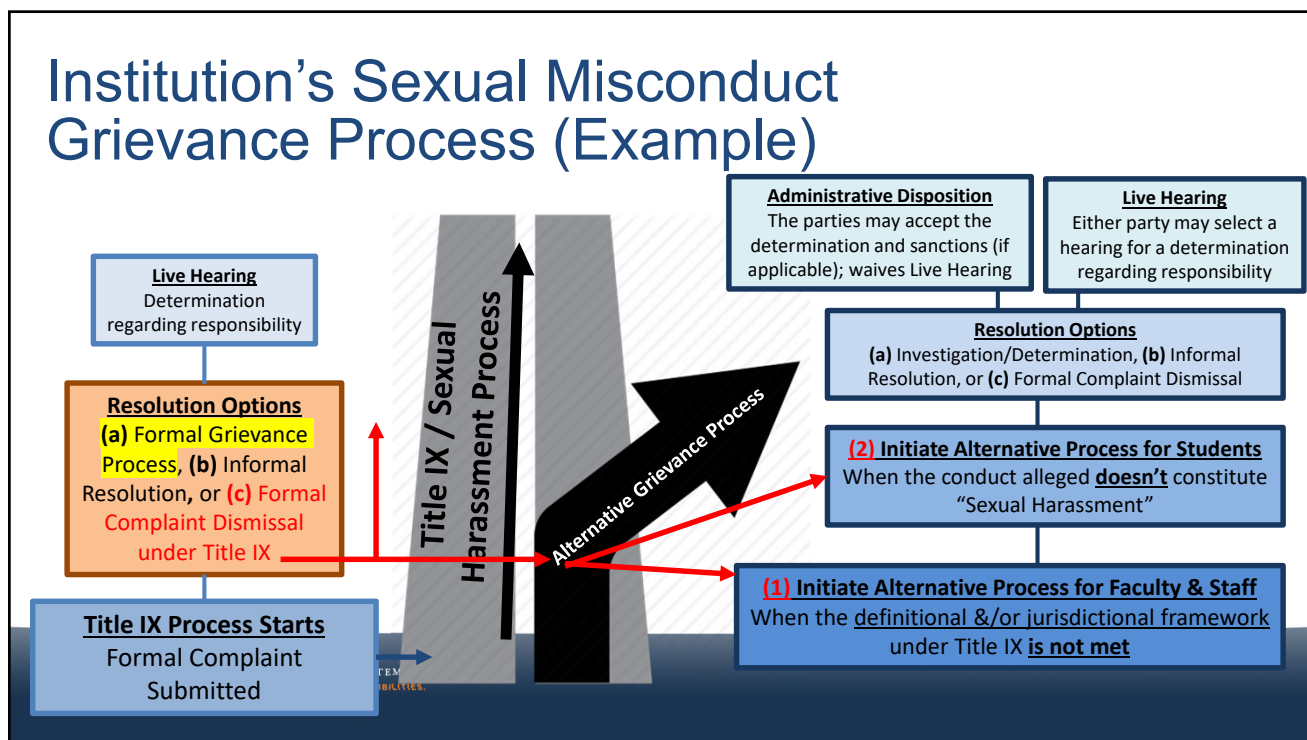 Institution’s Sexual Misconduct
Grievance Process (Example)
Live Hearing
Determination
regarding responsibility
Resolution Options
(a) Formal Grievance
Process, (b) Informal
Resolution, or (c) Formal
Complaint Dismissal
under Title IX
Title IX Process Starts
Formal Complaint
Submitted
TEM
IBILITIES.
Title IX / Sexual
Harassment Process
Alternative Grievance Process
Administrative Disposition
The parties may accept the
determination and sanctions (if
applicable); waives Live Hearing
Live Hearing
Either party may select a
hearing for a determination
regarding responsibility
Resolution Options
(a) Investigation/Determination, (b) Informal
Resolution, or (c) Formal Complaint Dismissal
(2) Initiate Alternative Process for Students
When the conduct alleged doesn’t constitute
“Sexual Harassment”
(1) Initiate Alternative Process for Faculty & Staff
When the definitional &/or jurisdictional framework
under Title IX is not met